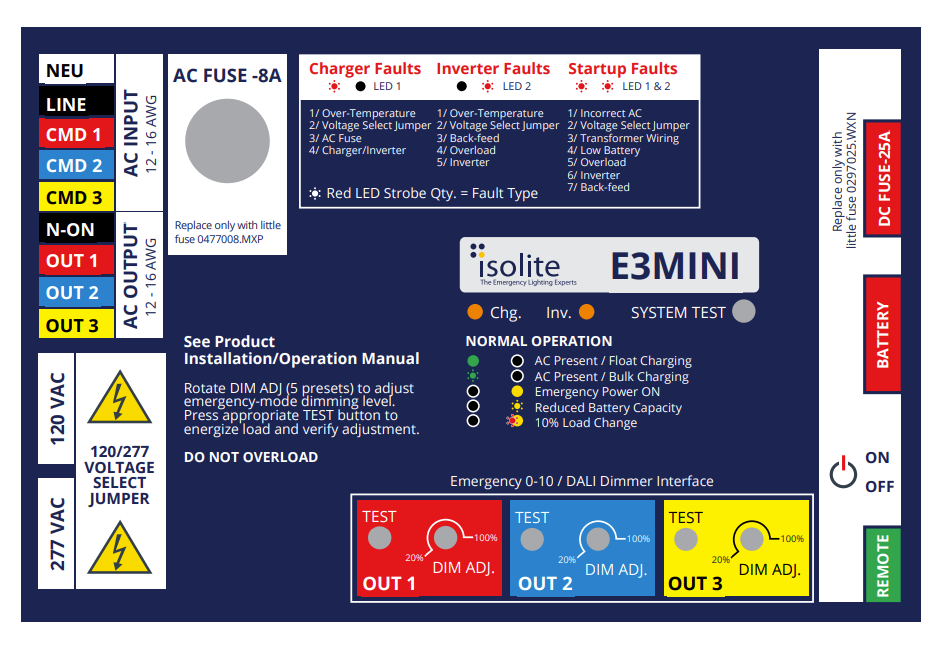 NEU
LINE
CMD 1
CMD 2
CMD 3
AC INPUT
12 - 16 AWG
N-ON
OUT 1
OUT 2
OUT 3
AC OUTPUT
12 - 16 AWG
AC FUSE -8A
Replace only with little
fuse 0477008.MXP
Charger Faults
LED 1
1/ Over-Temperature
2/ Voltage Select Jumper
3/ AC Fuse
4/ Charger/Inverter
Inverter Faults
LED 2
1/ Over-Temperature
2/ Voltage Select Jumper
3/ Back-feed
4/ Overload
5/ Inverter
Startup Faults
LED 1 & 2
1/ Incorrect AC
2/ Voltage Select Jumper
3/ Transformer Wiring
4/ Low Battery
5/ Overload
6/ Inverter
7/ Back-feed
Red LED Strobe Qty. = Fault Type
isolite
The Emergency Lighting Experts
E3MINI
Chg. Inv. SYSTEM TEST
NORMAL OPERATION
AC Present / Float Charging
AC Present / Bulk Charging
Emergency Power ON
Reduced Battery Capacity
10% Load Change
See Product
Installation/Operation Manual
Rotate DIM ADJ (5 presets) to adjust
emergency-mode dimming level.
Press appropriate TEST button to
energize load and verify adjustment.
DO NOT OVERLOAD
120 VAC
120/277
VOLTAGE
SELECT
JUMPER
277 VAC
Emergency 0-10 / DALI Dimmer Interface
TEST
100%
20%
DIM ADJ.
OUT 1
TEST
100%
20%
DIM ADJ.
OUT 2
TEST
100%
20%
DIM ADJ.
OUT 3
Replace only with
little fuse 0297025.WXN
DC FUSE-25A
BATTERY
ON
OFF
REMOTE